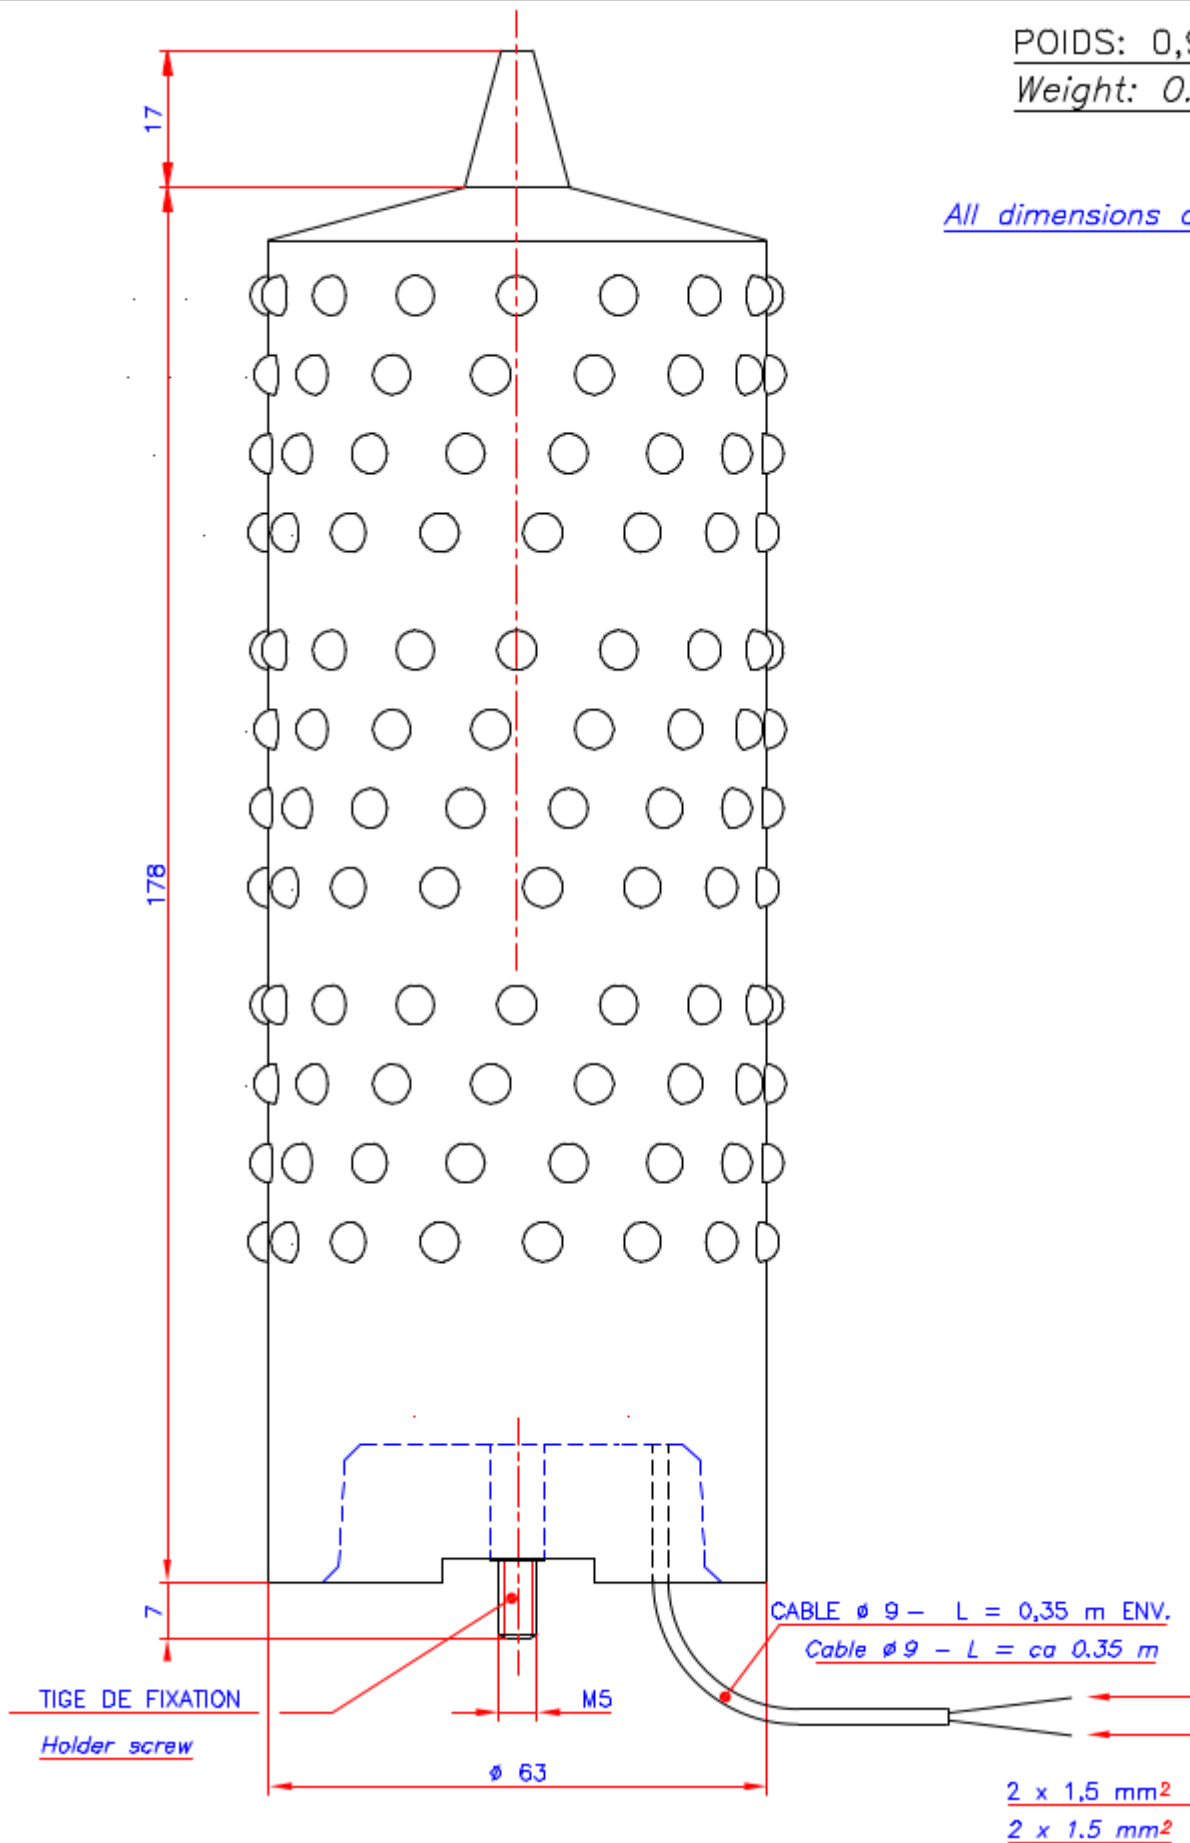 POIDS: 0,
Weight: 0.
17
All dimensions
178
7
CABLE ø 9 - L = 0,35 m ENV.
Cable ø 9 - L = ca 0.35 m
TIGE DE FIXATION
M5
Holder screw
ø 63
2 x 1,5 mm²
2 x 1.5 mm²